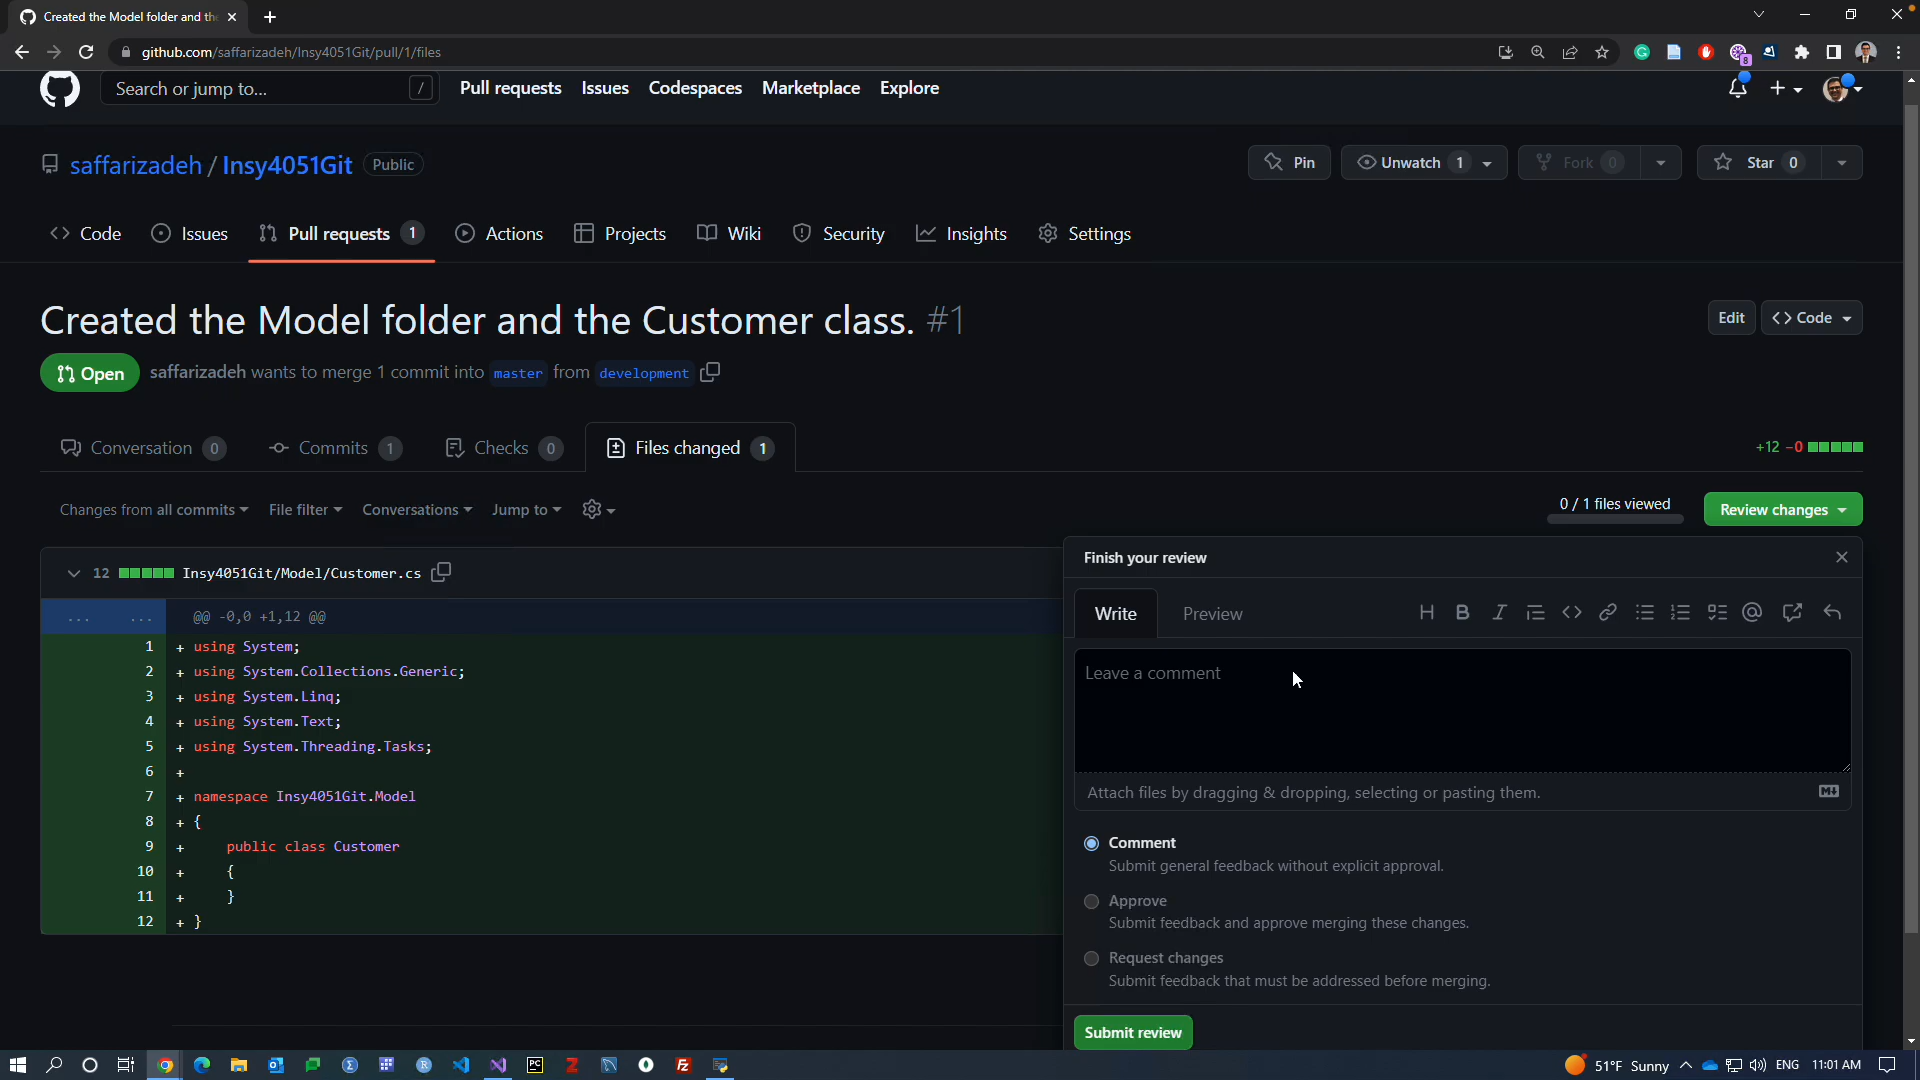 Created the Model folder and the
github.com/saffarizadeh/Insy4051Git/pull/1/files
8
Search or jump to... /
Pull requests Issues Codespaces Marketplace Explore
saffarizadeh / Insy4051Git Public
Pin Unwatch 1 Fork 0 Star 0
Code Issues Pull requests 1 Actions Projects Wiki Security Insights Settings
Created the Model folder and the Customer class. #1
Edit Code
Open saffarizadeh wants to merge 1 commit into master from development
Conversation 0 Commits 1 Checks 0 Files changed 1 +12 −0
Changes from all commits File filter Conversations Jump to 0 / 1 files viewed Review changes
12 Insy4051Git/Model/Customer.cs
... ... @@ -0,0 +1,12 @@
1 + using System;
2 + using System.Collections.Generic;
3 + using System.Linq;
4 + using System.Text;
5 + using System.Threading.Tasks;
6 +
7 + namespace Insy4051Git.Model
8 + {
9 + public class Customer
10 + {
11 + }
12 + }
Finish your review
Write Preview
Leave a comment
Attach files by dragging & dropping, selecting or pasting them.
Comment
Submit general feedback without explicit approval.
Approve
Submit feedback and approve merging these changes.
Request changes
Submit feedback that must be addressed before merging.
Submit review
51°F Sunny ENG 11:01 AM